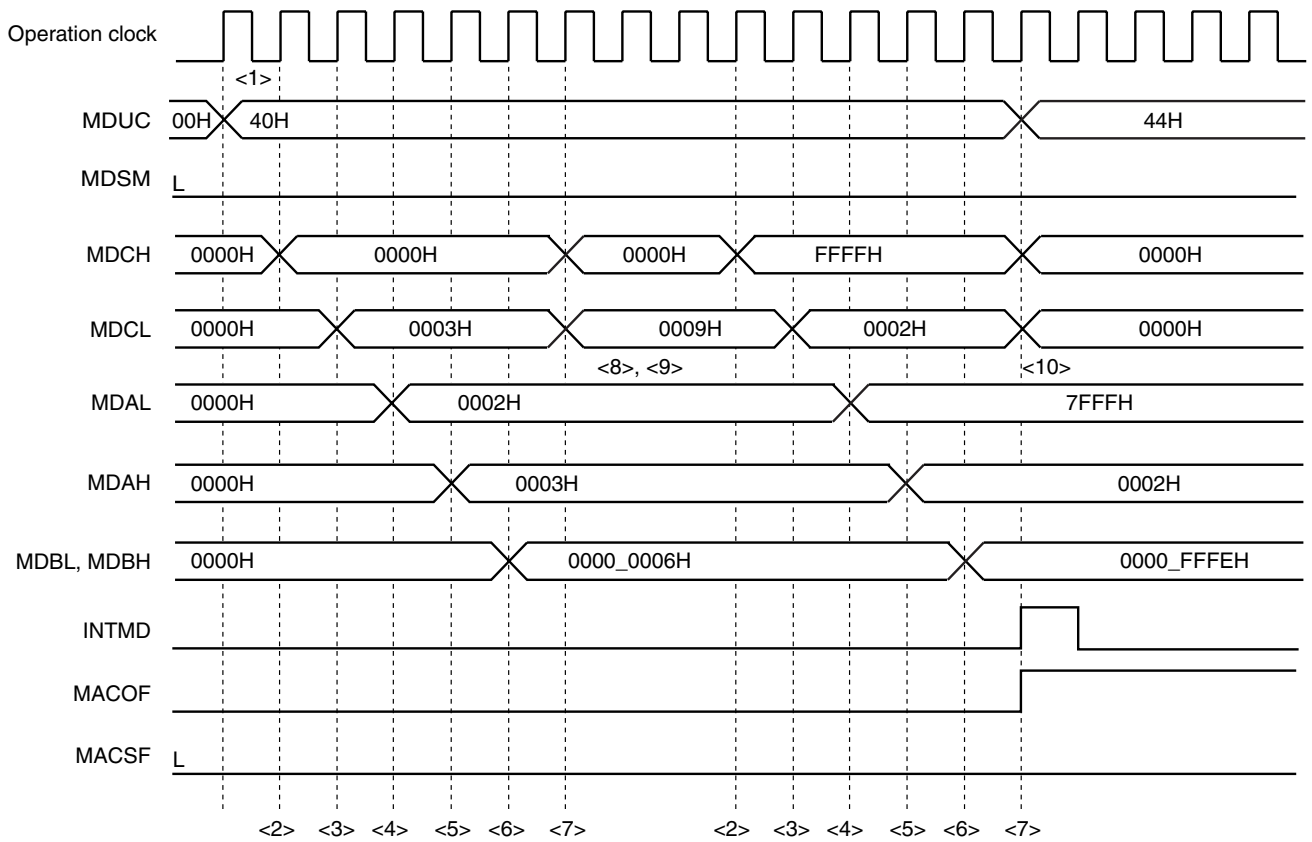 Operation clock
<1>
MDUC 00H 40H 44H
MDSM L
MDCH 0000H 0000H 0000H FFFFH 0000H
MDCL 0000H 0003H 0009H 0002H 0000H
<8>, <9> <10>
MDAL 0000H 0002H 7FFFH
MDAH 0000H 0003H 0002H
MDBL, MDBH 0000H 0000_0006H 0000_FFFEH
INTMD
MACOF
MACSF L
<2> <3> <4> <5> <6> <7> <2> <3> <4> <5> <6> <7>